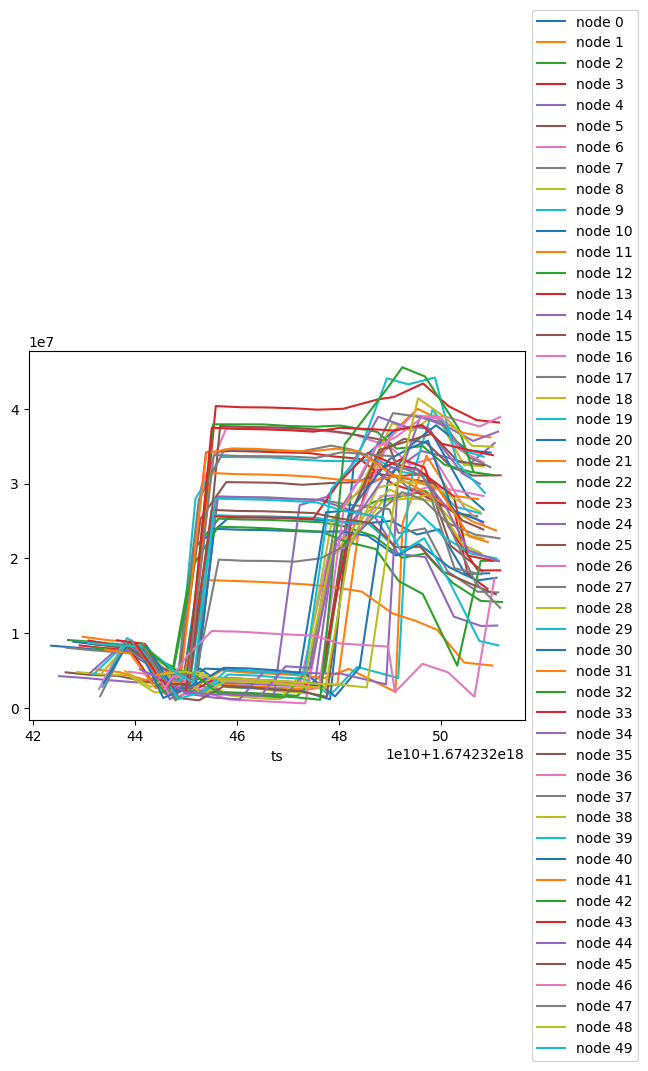 node 0
node 1
node 2
node 3
node 4
node 5
node 6
node 7
node 8
node 9
node 10
node 11
node 12
node 13
node 14
node 15
node 16
node 17
node 18
node 19
node 20
node 21
node 22
node 23
node 24
node 25
node 26
node 27
node 28
node 29
node 30
node 31
node 32
node 33
node 34
node 35
node 36
node 37
node 38
node 39
node 40
node 41
node 42
node 43
node 44
node 45
node 46
node 47
node 48
node 49
1e7
4
3
2
1
0
42 44 46 48 50
ts
1e10+1.674232e18